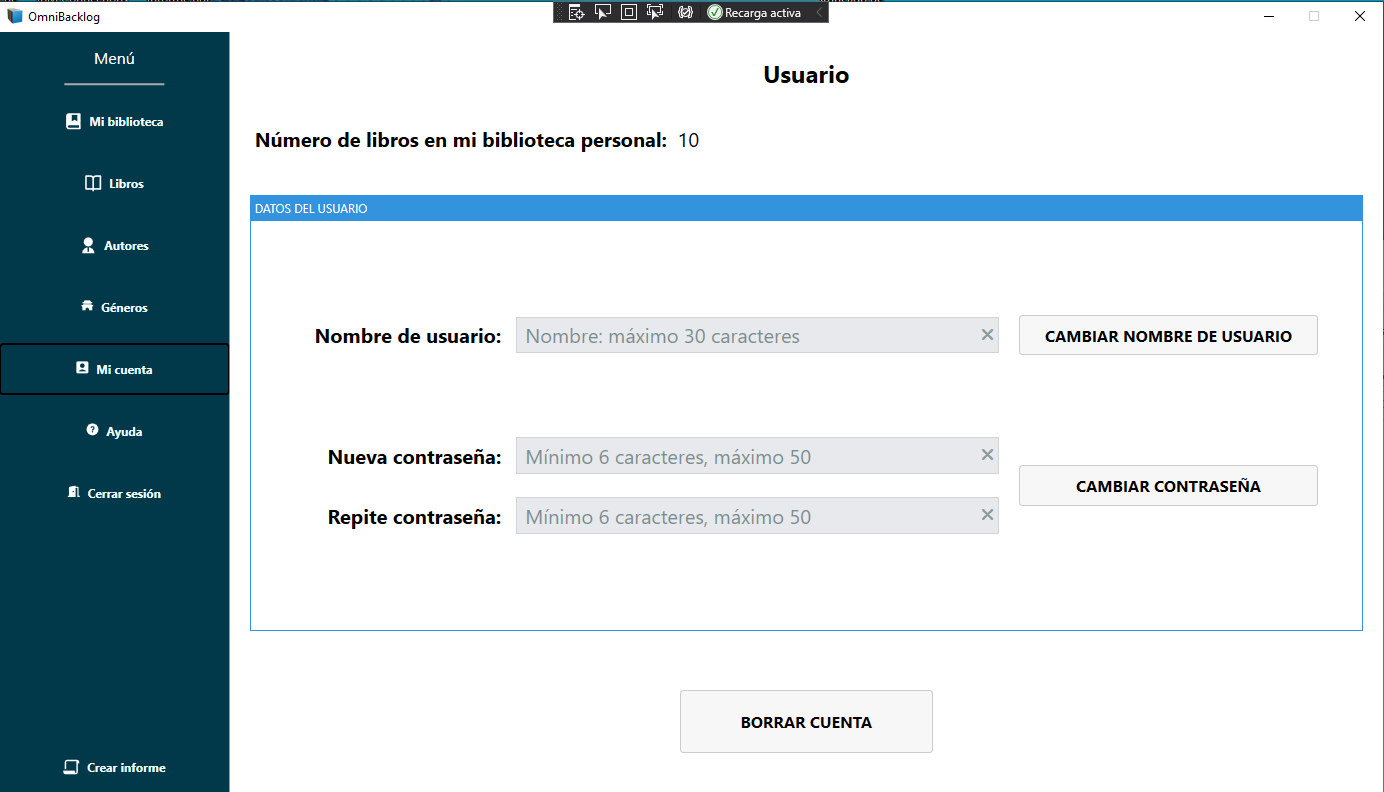 OmniBacklog
Recarga activa
Menú
Mi biblioteca
Libros
Autores
Géneros
Mi cuenta
Ayuda
Cerrar sesión
Crear informe
Usuario
Número de libros en mi biblioteca personal: 10
DATOS DEL USUARIO
Nombre de usuario: Nombre: máximo 30 caracteres CAMBIAR NOMBRE DE USUARIO
Nueva contraseña: Mínimo 6 caracteres, máximo 50
CAMBIAR CONTRASEÑA
Repite contraseña: Mínimo 6 caracteres, máximo 50
BORRAR CUENTA